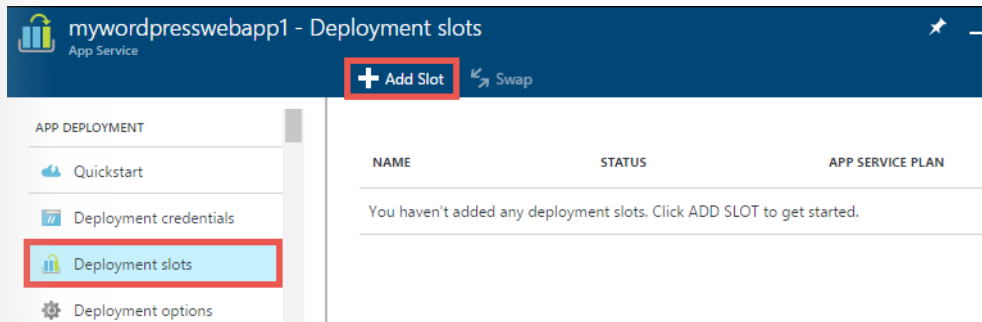 mywordpresswebapp1 - Deployment slots
App Service
Add Slot
Swap
APP DEPLOYMENT
Quickstart
Deployment credentials
Deployment slots
Deployment options
NAME STATUS APP SERVICE PLAN
You haven't added any deployment slots. Click ADD SLOT to get started.